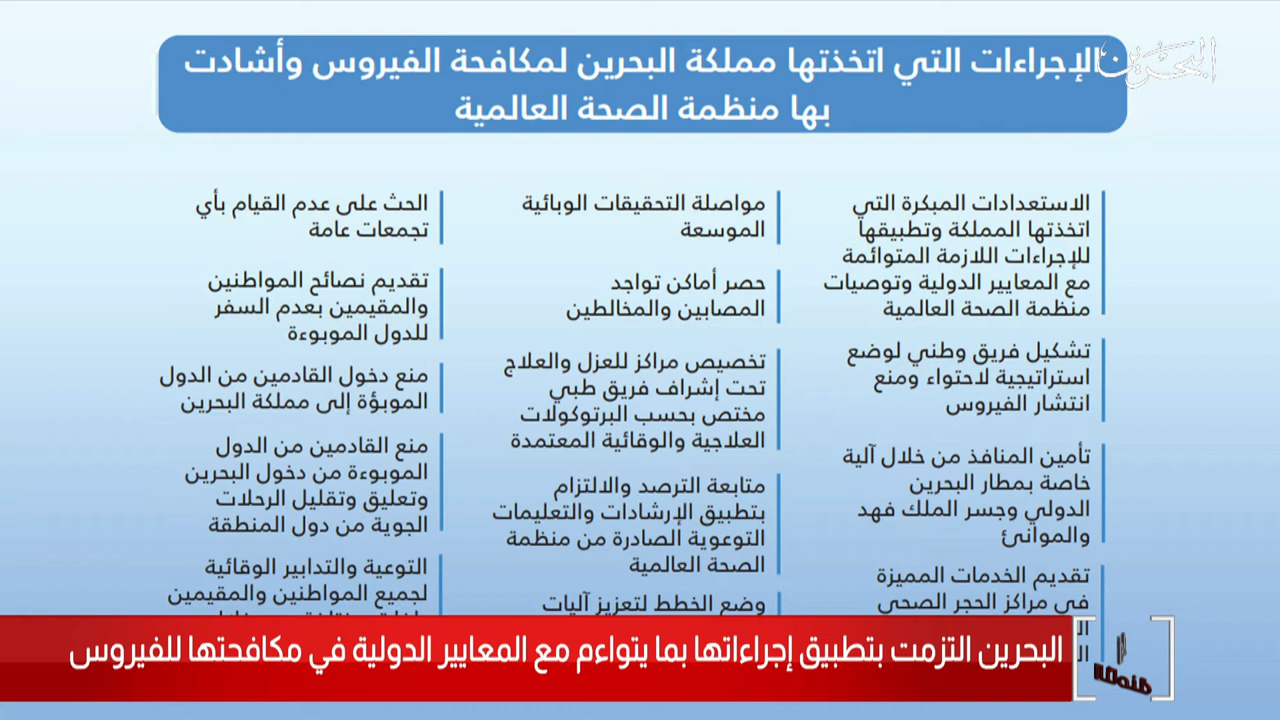 البحرين
الإجراءات التي اتخذتها مملكة البحرين لمكافحة الفيروس وأشادت
بها منظمة الصحة العالمية
الاستعدادات المبكرة التي
اتخذتها المملكة وتطبيقها
للإجراءات اللازمة المتوائمة
مع المعايير الدولية وتوصيات
منظمة الصحة العالمية
تشكيل فريق وطني لوضع
استراتيجية لاحتواء ومنع
انتشار الفيروس
تأمين المنافذ من خلال آلية
خاصة بمطار البحرين
الدولي وجسر الملك فهد
والموانئ
تقديم الخدمات المميزة
في مراكز الحجر الصحي
مواصلة التحقيقات الوبائية
الموسعة
حصر أماكن تواجد
المصابين والمخالطين
تخصيص مراكز للعزل والعلاج
تحت إشراف فريق طبي
مختص بحسب البرتوكولات
العلاجية والوقائية المعتمدة
متابعة الترصد والالتزام
بتطبيق الإرشادات والتعليمات
التوعوية الصادرة من منظمة
الصحة العالمية
وضع الخطط لتعزيز آليات
الحث على عدم القيام بأي
تجمعات عامة
تقديم نصائح المواطنين
والمقيمين بعدم السفر
للدول الموبوءة
منع دخول القادمين من الدول
الموبؤة إلى مملكة البحرين
منع القادمين من الدول
الموبوءة من دخول البحرين
وتعليق وتقليل الرحلات
الجوية من دول المنطقة
التوعية والتدابير الوقائية
لجميع المواطنين والمقيمين
البحرين التزمت بتطبيق إجراءاتها بما يتواءم مع المعايير الدولية في مكافحتها للفيروس